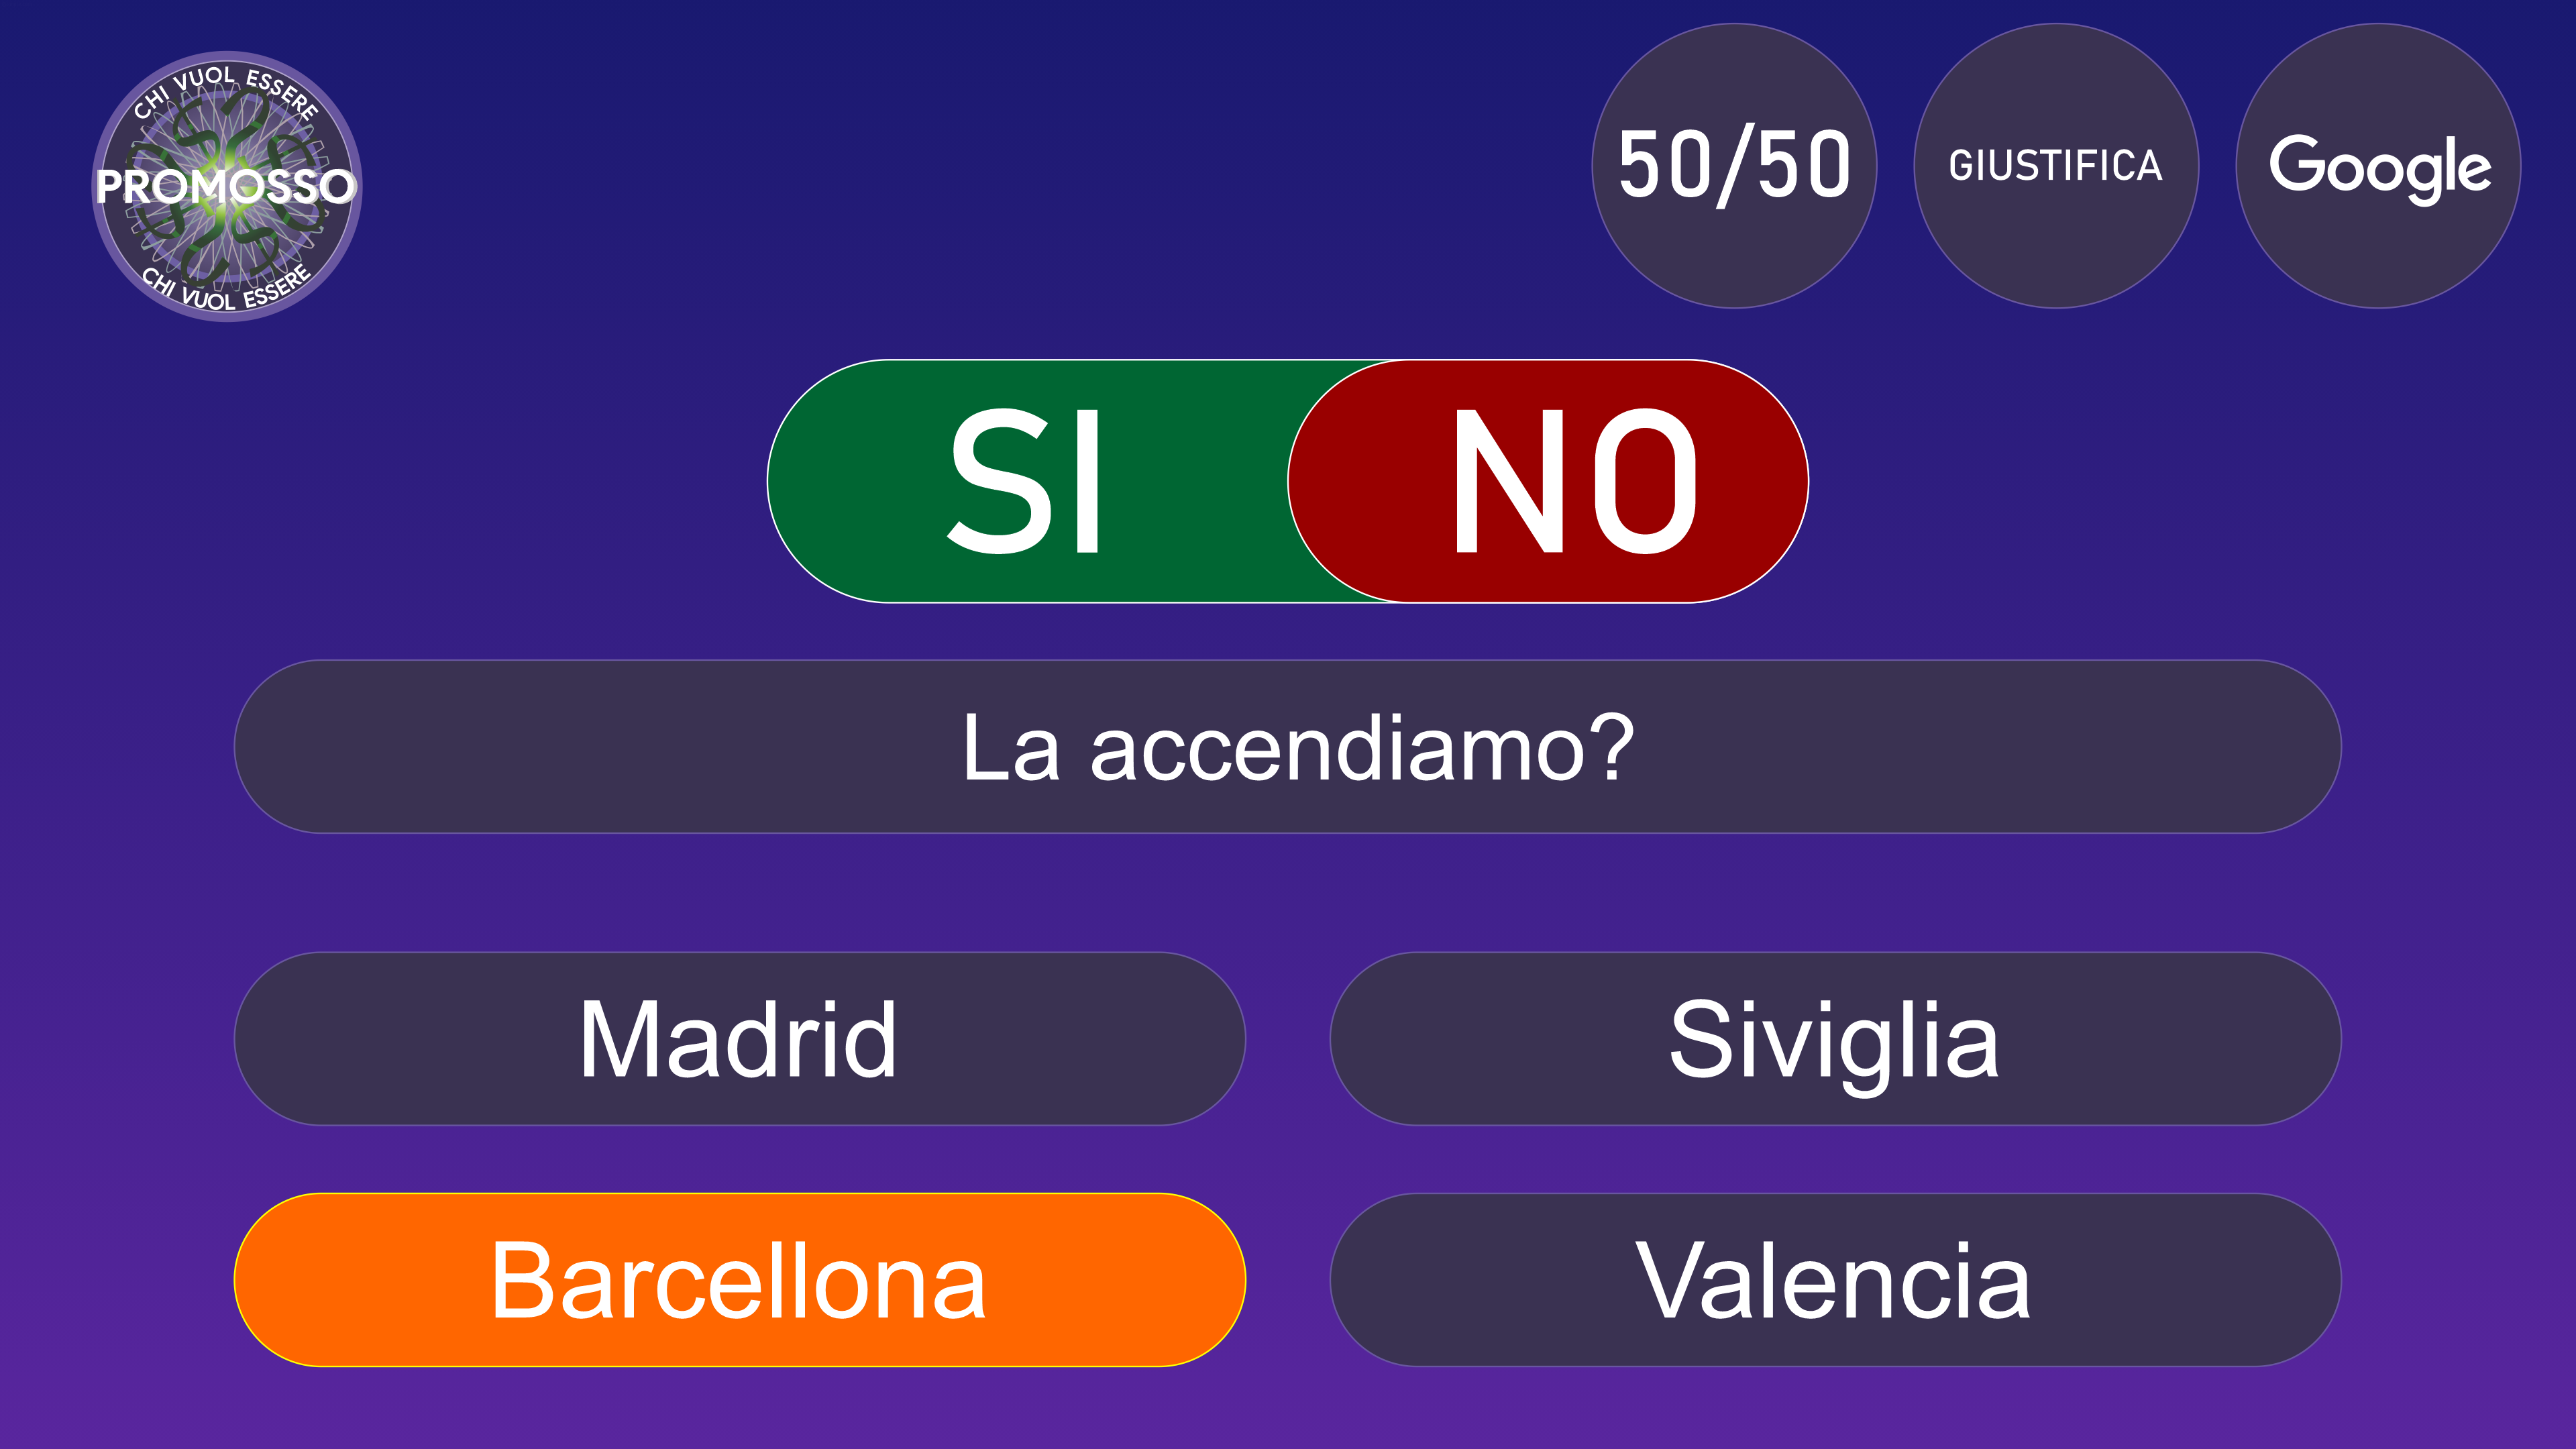 CHI VUOL ESSERE
PROMOSSO
CHI VUOL ESSERE
50/50
GIUSTIFICA
Google
SI
NO
La accendiamo?
Madrid
Siviglia
Barcellona
Valencia